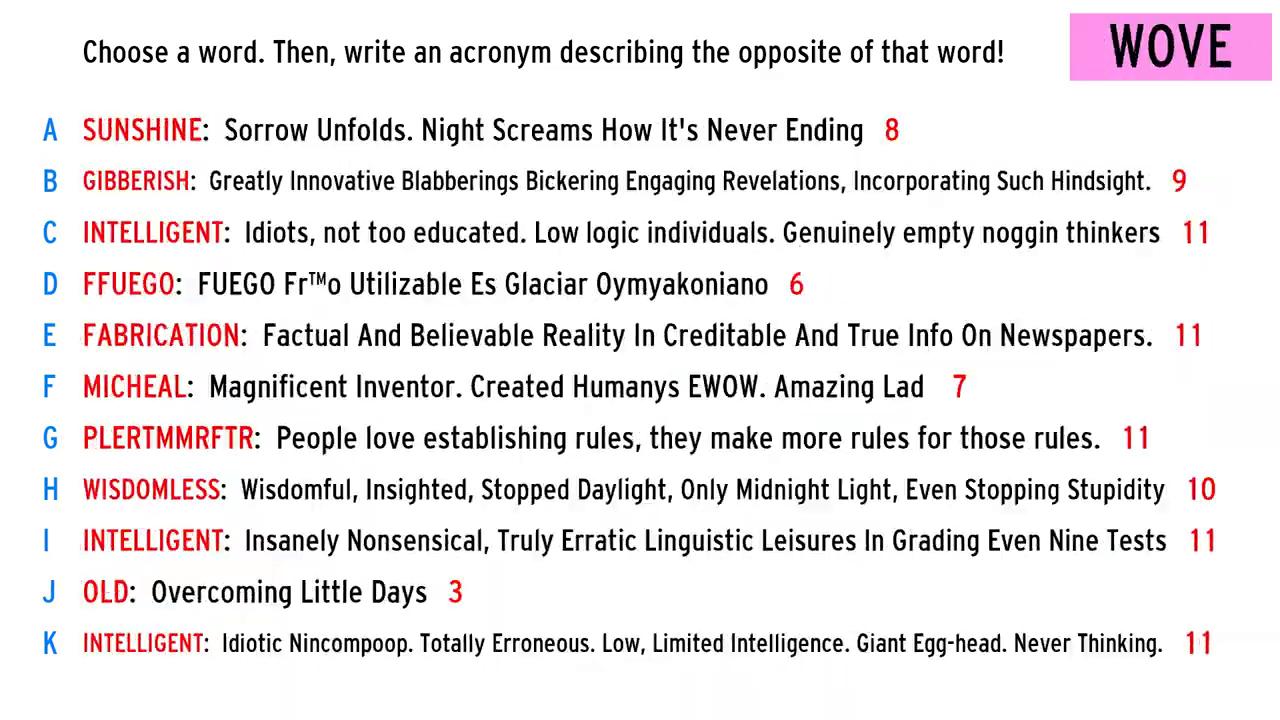 Choose a word. Then, write an acronym describing the opposite of that word!
WOVE
A SUNSHINE: Sorrow Unfolds. Night Screams How It's Never Ending 8
B GIBBERISH: Greatly Innovative Blabberings Bickering Engaging Revelations, Incorporating Such Hindsight. 9
C INTELLIGENT: Idiots, not too educated. Low logic individuals. Genuinely empty noggin thinkers 11
D FFUEGO: FUEGO Fr™o Utilizable Es Glaciar Oymyakoniano 6
E FABRICATION: Factual And Believable Reality In Creditable And True Info On Newspapers. 11
F MICHEAL: Magnificent Inventor. Created Humanys EWOW. Amazing Lad 7
G PLERTMMRFTR: People love establishing rules, they make more rules for those rules. 11
H WISDOMLESS: Wisdomful, Insighted, Stopped Daylight, Only Midnight Light, Even Stopping Stupidity 10
I INTELLIGENT: Insanely Nonsensical, Truly Erratic Linguistic Leisures In Grading Even Nine Tests 11
J OLD: Overcoming Little Days 3
K INTELLIGENT: Idiotic Nincompoop. Totally Erroneous. Low, Limited Intelligence. Giant Egg-head. Never Thinking. 11